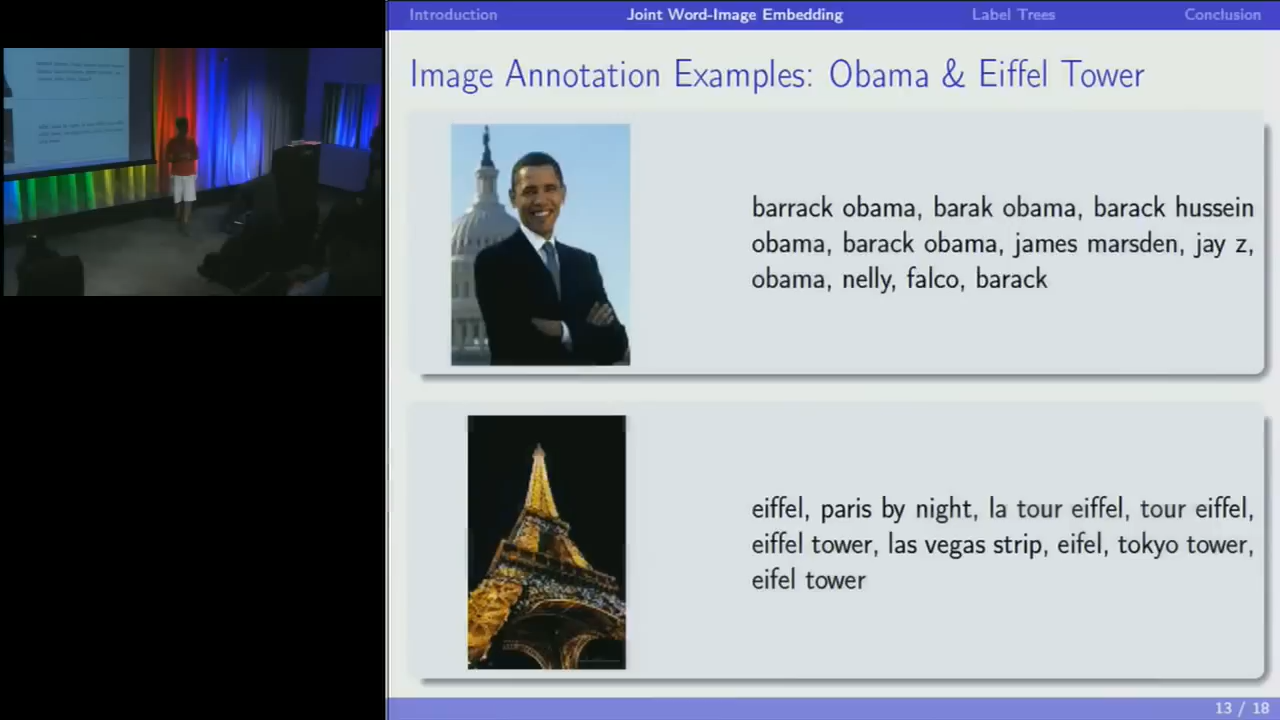 Introduction Joint Word-Image Embedding Label Trees Conclusion
Image Annotation Examples: Obama & Eiffel Tower
barrack obama, barak obama, barack hussein
obama, barack obama, james marsden, jay z,
obama, nelly, falco, barack
eiffel, paris by night, la tour eiffel, tour eiffel,
eiffel tower, las vegas strip, eifel, tokyo tower,
eifel tower
13 / 18